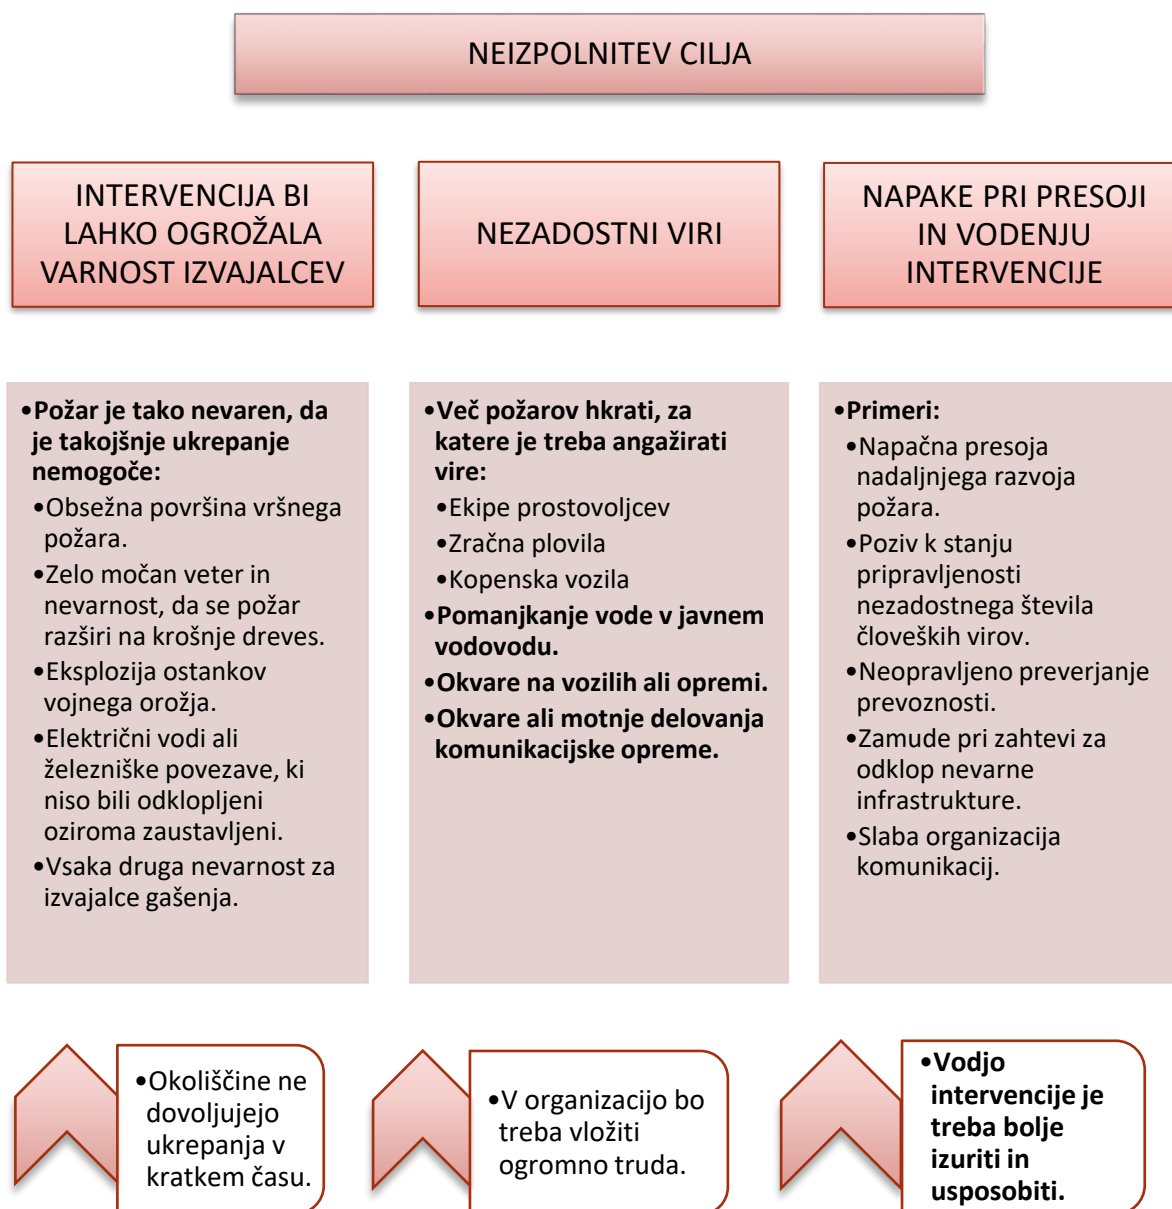 NEIZPOLNITEV CILJA
INTERVENCIJA BI
LAHKO OGROŽALA
VARNOST IZVAJALCEV
NEZADOSTNI VIRI
NAPAKE PRI PRESOJI
IN VODENJU
INTERVENCIJE
•Požar je tako nevaren, da
je takojšnje ukrepanje
nemogoče:
•Obsežna površina vršnega
požara.
•Zelo močan veter in
nevarnost, da se požar
razširi na krošnje dreves.
•Eksplozija ostankov
vojnega orožja.
•Električni vodi ali
železniške povezave, ki
niso bili odklopljeni
oziroma zaustavljeni.
•Vsaka druga nevarnost za
izvajalce gašenja.
•Več požarov hkrati, za
katere je treba angažirati
vire:
•Ekipe prostovoljcev
•Zračna plovila
•Kopenska vozila
•Pomanjkanje vode v javnem
vodovodu.
•Okvare na vozilih ali opremi.
•Okvare ali motnje delovanja
komunikacijske opreme.
•Primeri:
•Napačna presoja
nadaljnjega razvoja
požara.
•Poziv k stanju
pripravljenosti
nezadostnega števila
človeških virov.
•Neopravljeno preverjanje
prevoznosti.
•Zamude pri zahtevi za
odklop nevarne
infrastrukture.
•Slaba organizacija
komunikacij.
•Okoliščine ne
dovoljujejo
ukrepanja v
kratkem času.
•V organizacijo bo
treba vložiti
ogromno truda.
•Vodjo
intervencije je
treba bolje
izuriti in
usposobiti.